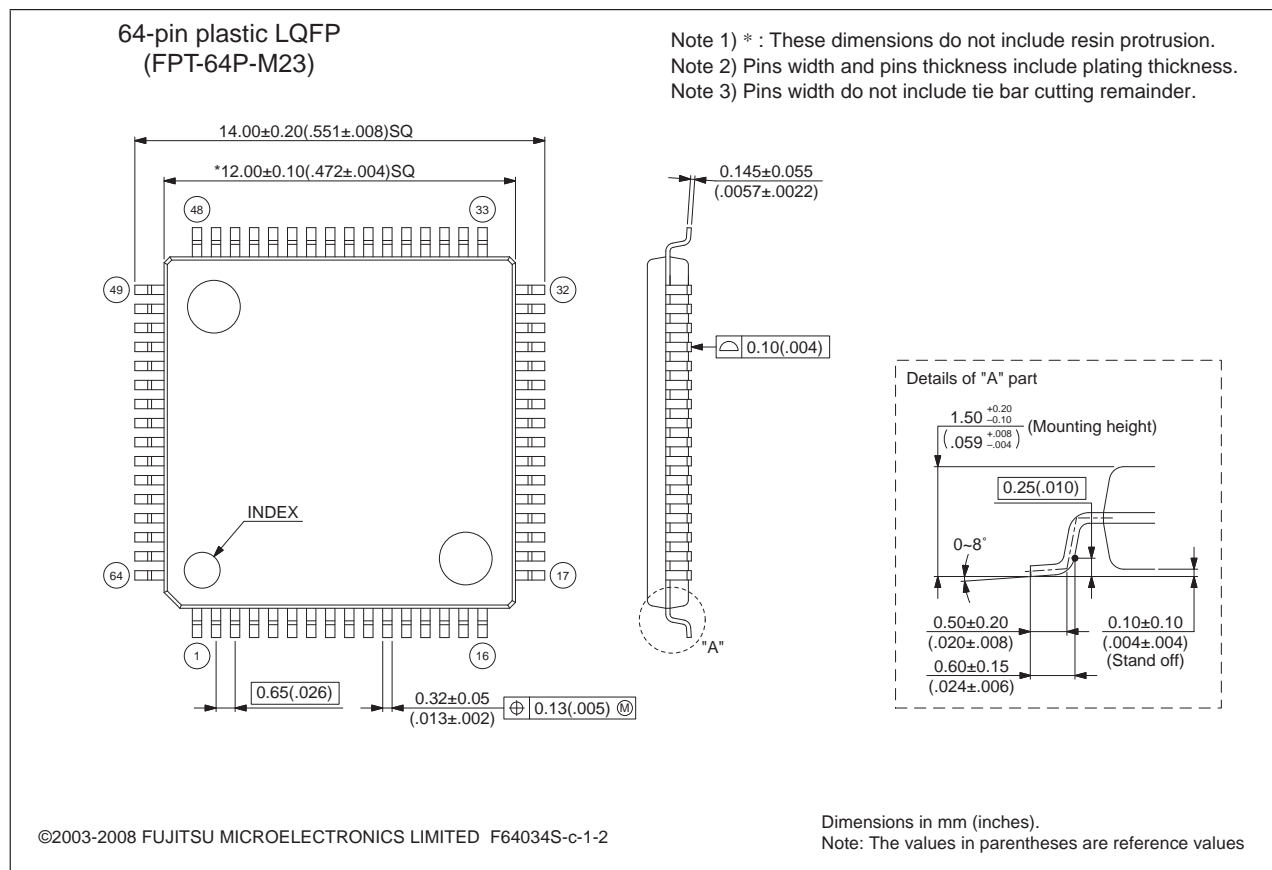 64-pin plastic LQFP
(FPT-64P-M23)
Note 1) * : These dimensions do not include resin protrusion.
Note 2) Pins width and pins thickness include plating thickness.
Note 3) Pins width do not include tie bar cutting remainder.
14.00±0.20(.551±.008)SQ
*12.00±0.10(.472±.004)SQ
0.145±0.055
(.0057±.0022)
48
33
49
32
0.10(.004)
Details of "A" part
1.50 +0.20 –0.10 (Mounting height)
(.059 +.008 –.004)
0.25(.010)
INDEX
0~8°
64
17
1
16
"A"
0.50±0.20
(.020±.008)
0.10±0.10
(.004±.004)
(Stand off)
0.60±0.15
(.024±.006)
0.65(.026)
0.32±0.05
(.013±.002)
⌖ 0.13(.005) Ⓜ
©2003-2008 FUJITSU MICROELECTRONICS LIMITED F64034S-c-1-2
Dimensions in mm (inches).
Note: The values in parentheses are reference values